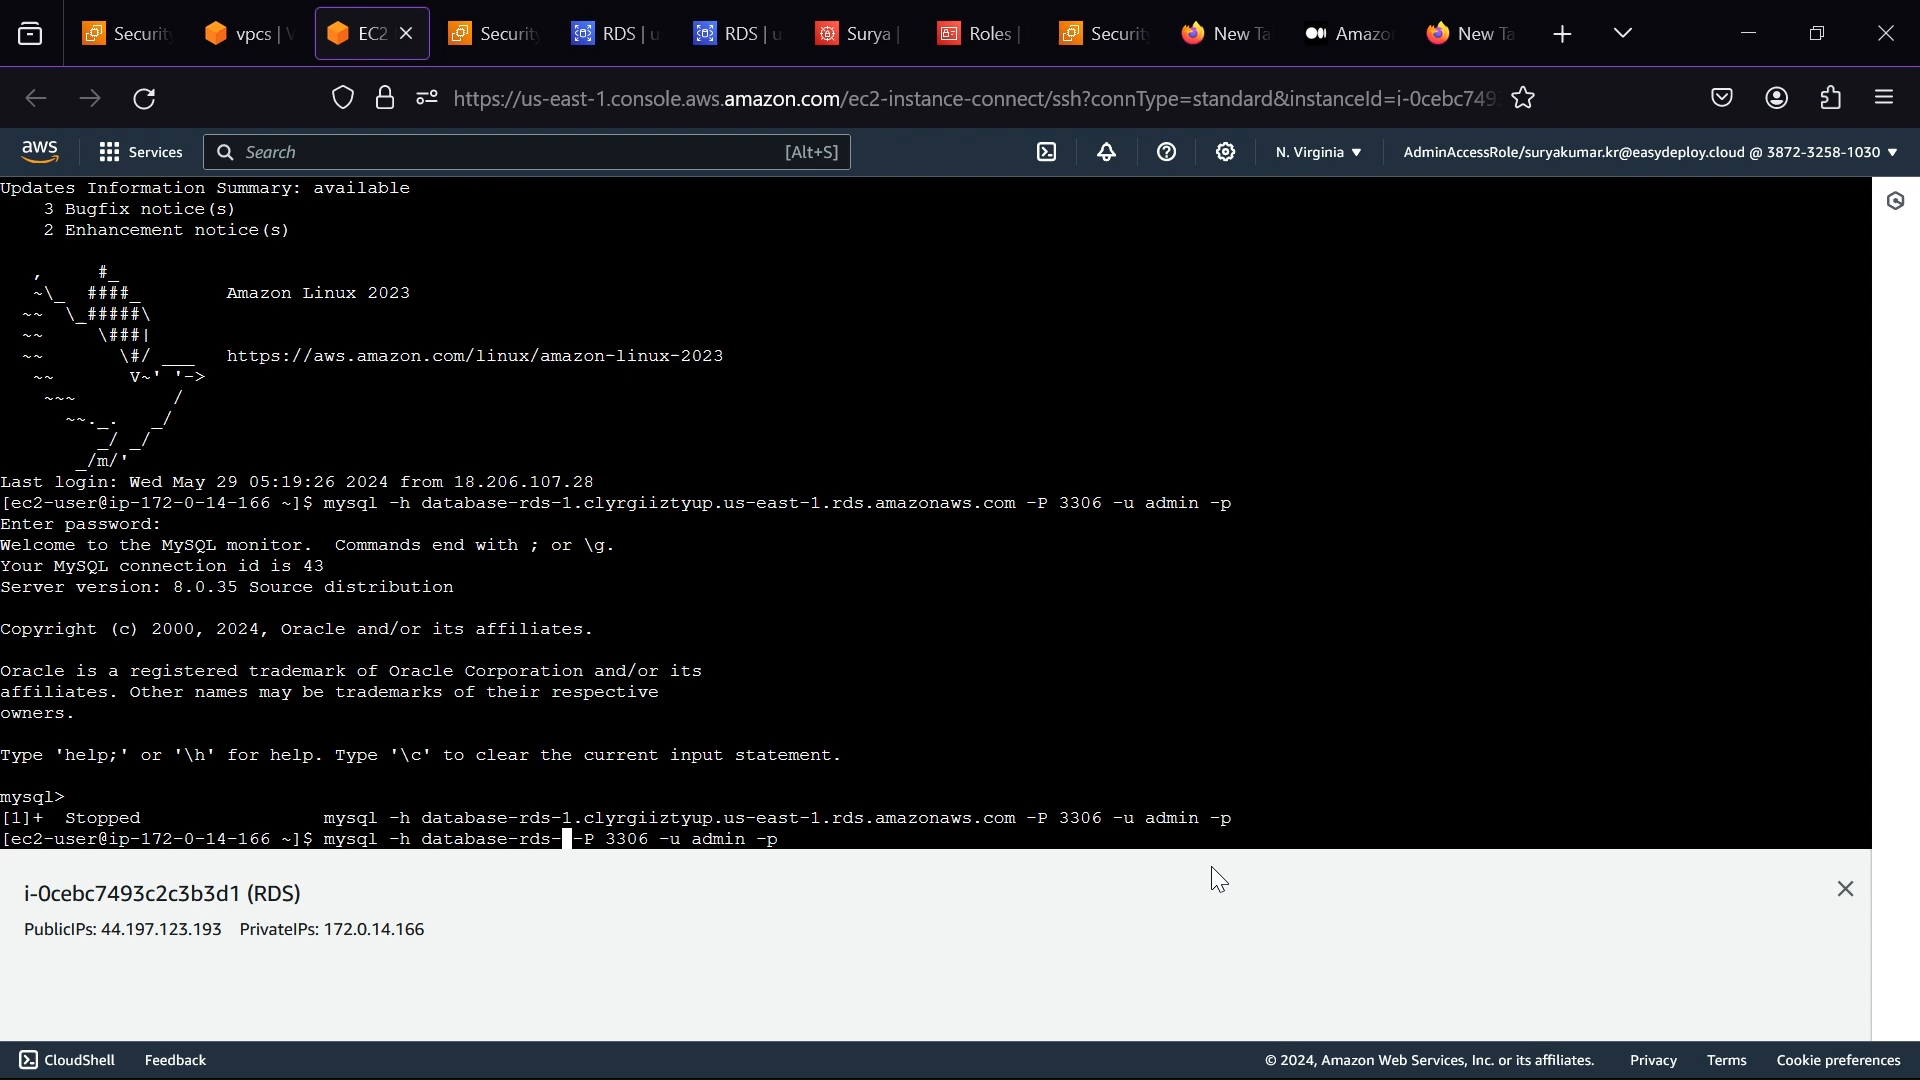 Securit
vpcs | V
EC2
Securit
RDS | u
RDS | u
Surya |
Roles |
Securit
New Ta
Amazo
New Ta
https://us-east-1.console.aws.amazon.com/ec2-instance-connect/ssh?connType=standard&instanceId=i-0cebc749
aws
Services
Search
[Alt+S]
N. Virginia
AdminAccessRole/suryakumar.kr@easydeploy.cloud @ 3872-3258-1030
Updates Information Summary: available
    3 Bugfix notice(s)
    2 Enhancement notice(s)
   ,     #_
   ~\_  ####_        Amazon Linux 2023
  ~~  \_#####\
  ~~     \###|
  ~~       \#/ ___   https://aws.amazon.com/linux/amazon-linux-2023
   ~~       V~' '->
    ~~~         /
      ~~._.   _/
         _/ _/
       _/m/'
Last login: Wed May 29 05:19:26 2024 from 18.206.107.28
[ec2-user@ip-172-0-14-166 ~]$ mysql -h database-rds-1.clyrgiiztyup.us-east-1.rds.amazonaws.com -P 3306 -u admin -p
Enter password:
Welcome to the MySQL monitor.  Commands end with ; or \g.
Your MySQL connection id is 43
Server version: 8.0.35 Source distribution
Copyright (c) 2000, 2024, Oracle and/or its affiliates.
Oracle is a registered trademark of Oracle Corporation and/or its
affiliates. Other names may be trademarks of their respective
owners.
Type 'help;' or '\h' for help. Type '\c' to clear the current input statement.
mysql>
[1]+  Stopped                 mysql -h database-rds-1.clyrgiiztyup.us-east-1.rds.amazonaws.com -P 3306 -u admin -p
[ec2-user@ip-172-0-14-166 ~]$ mysql -h database-rds- -P 3306 -u admin -p
i-0cebc7493c2c3b3d1 (RDS)
PublicIPs: 44.197.123.193   PrivateIPs: 172.0.14.166
CloudShell
Feedback
© 2024, Amazon Web Services, Inc. or its affiliates.
Privacy
Terms
Cookie preferences